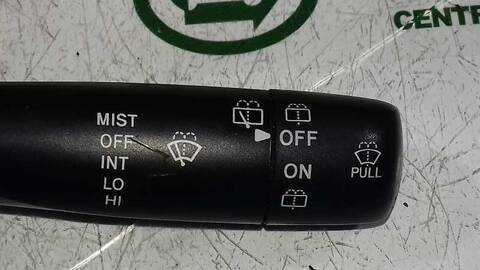 CENTR
MIST
OFF
INT
LO
HI
OFF
ON
PULL